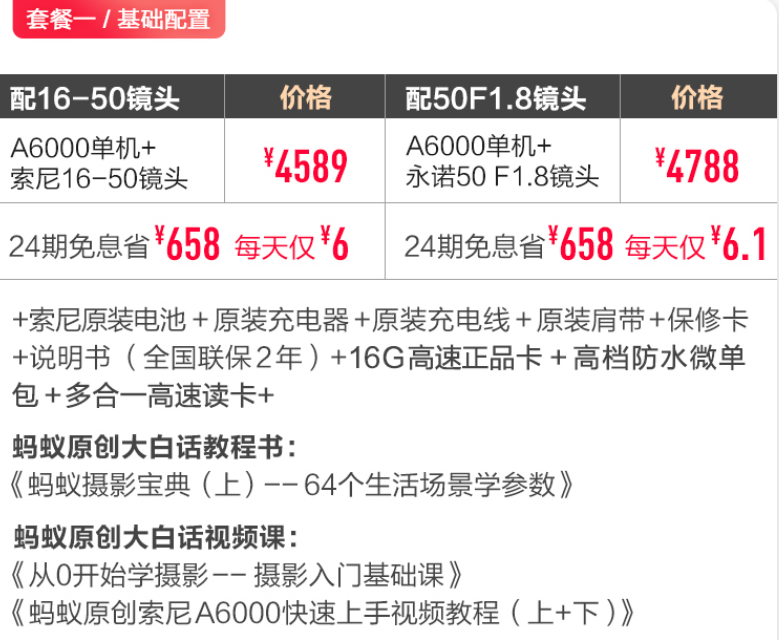 套餐一 / 基础配置
配16-50镜头 价格 配50F1.8镜头 价格
A6000单机+
索尼16-50镜头
¥4589
A6000单机+
永诺50 F1.8镜头
¥4788
24期免息省¥658 每天仅¥6
24期免息省¥658 每天仅¥6.1
+索尼原装电池+原装充电器+原装充电线+原装肩带+保修卡
+说明书（全国联保2年）+16G高速正品卡+高档防水微单
包+多合一高速读卡+
蚂蚁原创大白话教程书：
《蚂蚁摄影宝典（上）--64个生活场景学参数》
蚂蚁原创大白话视频课：
《从0开始学摄影--摄影入门基础课》
《蚂蚁原创索尼A6000快速上手视频教程（上+下）》